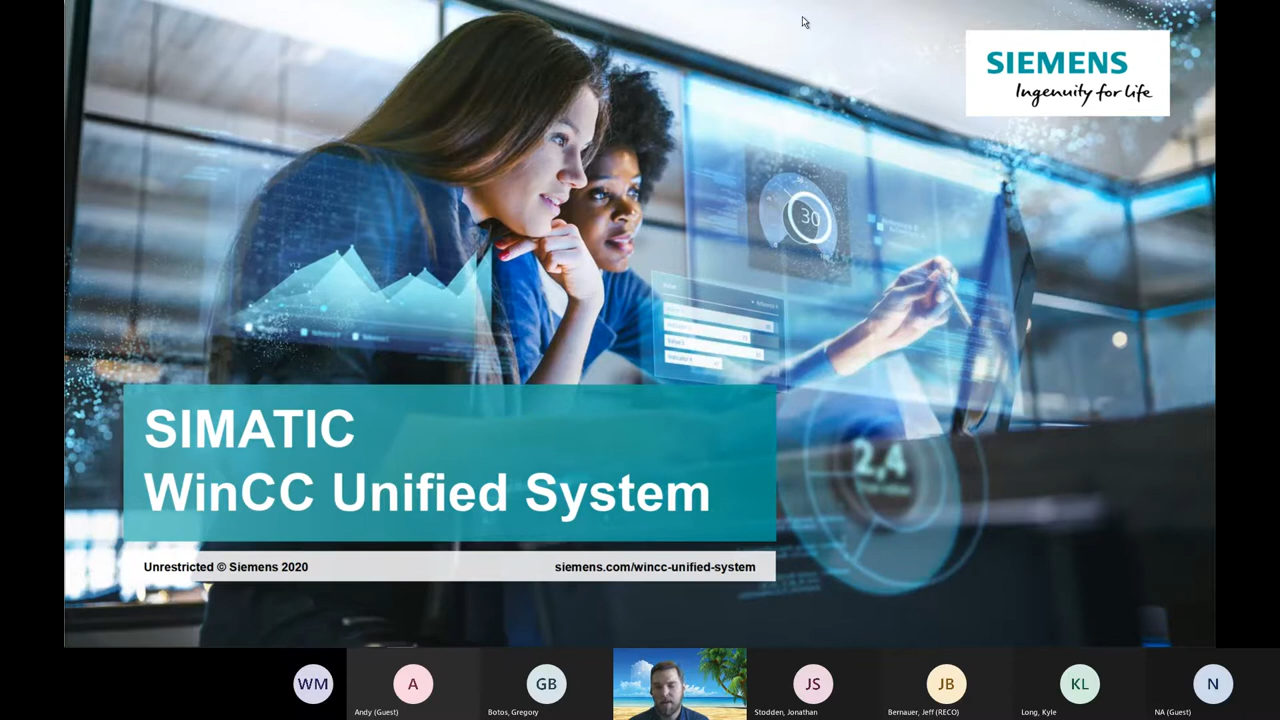 SIEMENS
Ingenuity for life
30
2,4
SIMATIC
WinCC Unified System
Unrestricted © Siemens 2020
siemens.com/wincc-unified-system
WM
A
GB
JS
JB
KL
N
Andy (Guest)
Botos, Gregory
Stodden, Jonathan
Bernauer, Jeff (RECO)
Long, Kyle
NA (Guest)